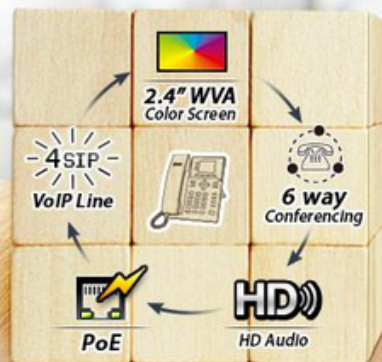 2.4" WVA
Color Screen
4 SIP
VoIP Line
6 way
Conferencing
PoE
HD
HD Audio